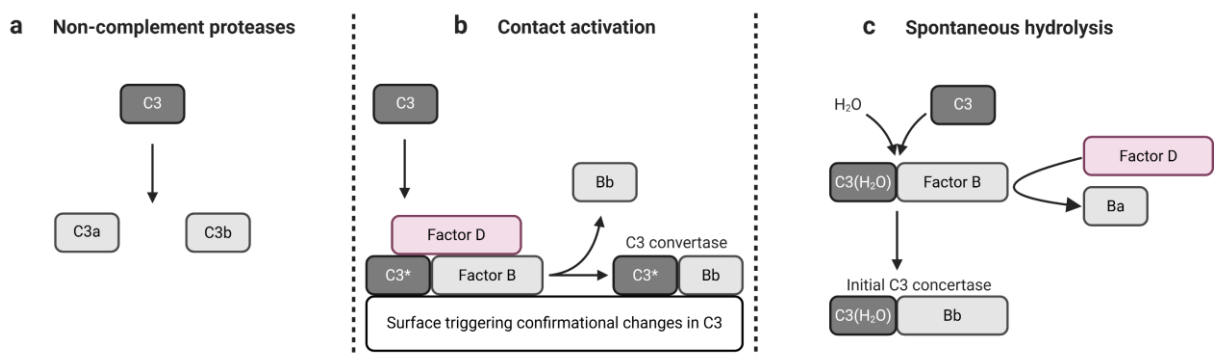 a Non-complement proteases
C3
C3a
C3b
b Contact activation
C3
Bb
Factor D
C3 convertase
C3* Factor B
C3* Bb
Surface triggering confirmational changes in C3
c Spontaneous hydrolysis
H₂O
C3
Factor D
C3(H₂O) Factor B
Ba
Initial C3 concertase
C3(H₂O) Bb